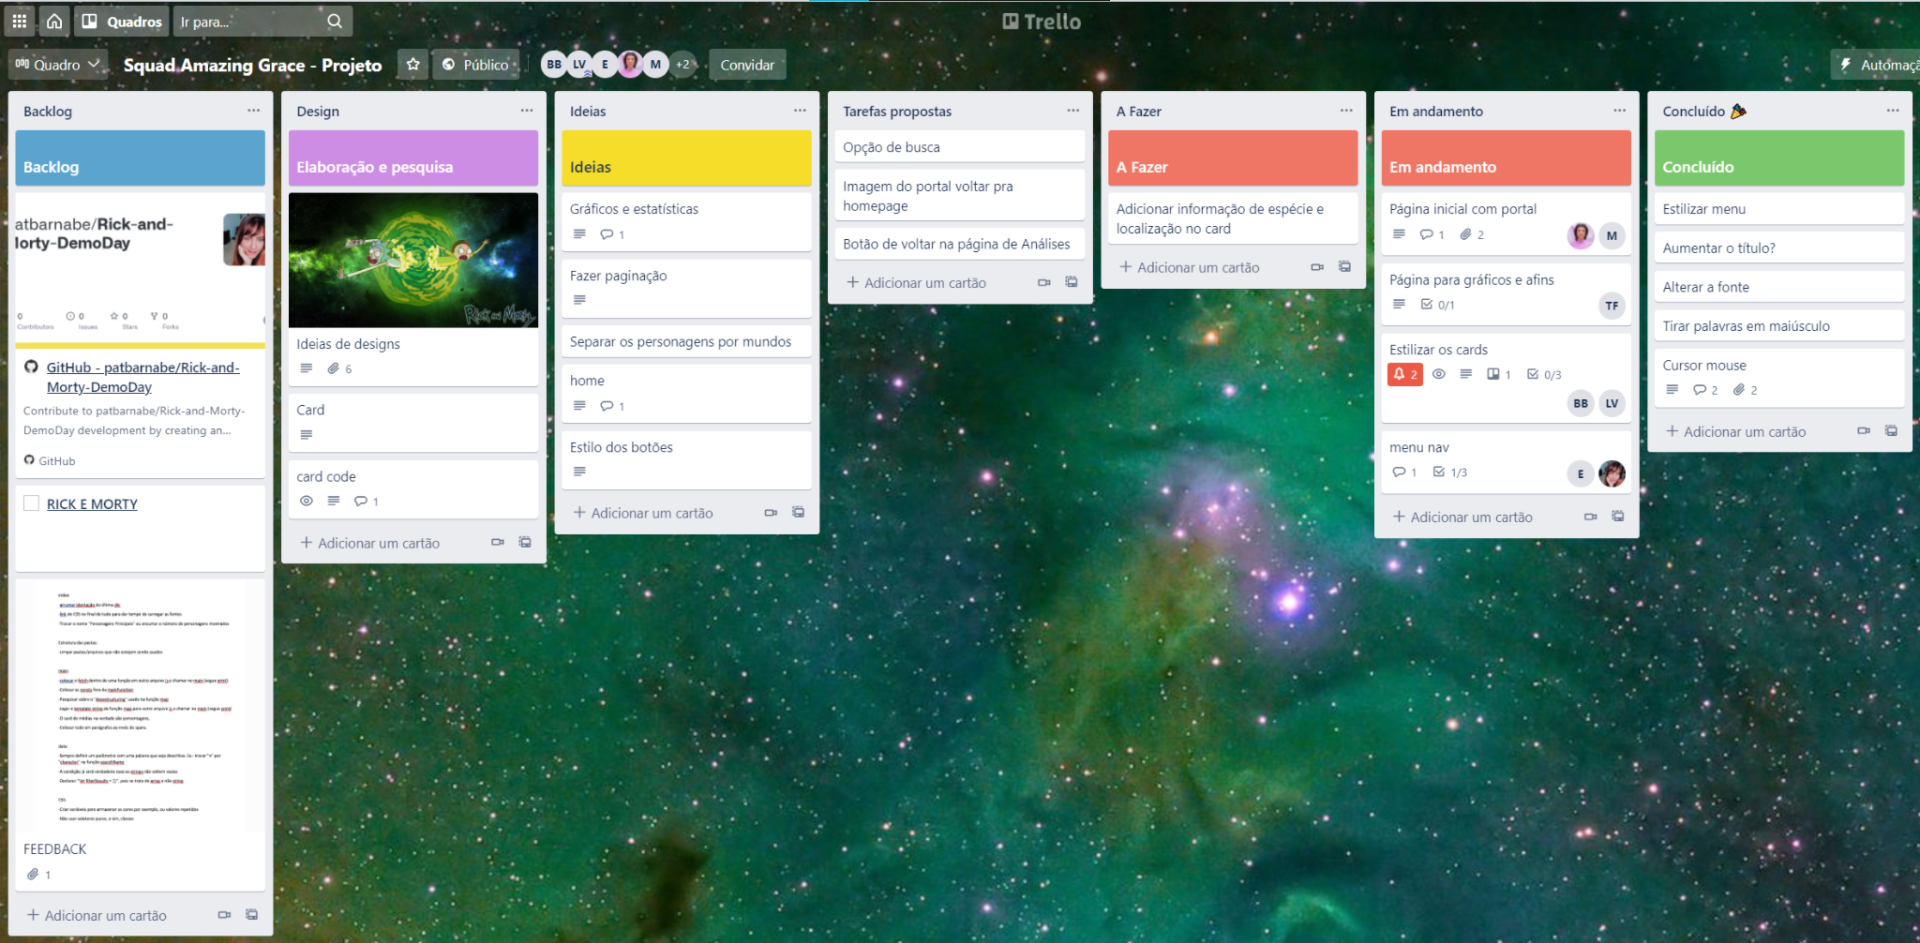 Quadros
Ir para...
Trello
Quadro
Squad Amazing Grace - Projeto
Público
BB
LV
E
M
+2
Convidar
Automaçã
Backlog
Backlog
atbarnabe/Rick-and-
lorty-DemoDay
0
Contributors
0
Issues
0
Stars
0
Forks
GitHub - patbarnabe/Rick-and-
Morty-DemoDay
Contribute to patbarnabe/Rick-and-Morty-
DemoDay development by creating an...
GitHub
RICK E MORTY
FEEDBACK
1
+ Adicionar um cartão
Design
Elaboração e pesquisa
Rick and Morty
Ideias de designs
6
Card
card code
1
+ Adicionar um cartão
Ideias
Ideias
Gráficos e estatísticas
1
Fazer paginação
Separar os personagens por mundos
home
1
Estilo dos botões
+ Adicionar um cartão
Tarefas propostas
Opção de busca
Imagem do portal voltar pra
homepage
Botão de voltar na página de Análises
+ Adicionar um cartão
A Fazer
A Fazer
Adicionar informação de espécie e
localização no card
+ Adicionar um cartão
Em andamento
Em andamento
Página inicial com portal
1 2
M
Página para gráficos e afins
0/1
TF
Estilizar os cards
2 1 0/3
BB LV
menu nav
1 1/3
E
+ Adicionar um cartão
Concluído 🎉
Concluído
Estilizar menu
Aumentar o título?
Alterar a fonte
Tirar palavras em maiúsculo
Cursor mouse
2 2
+ Adicionar um cartão